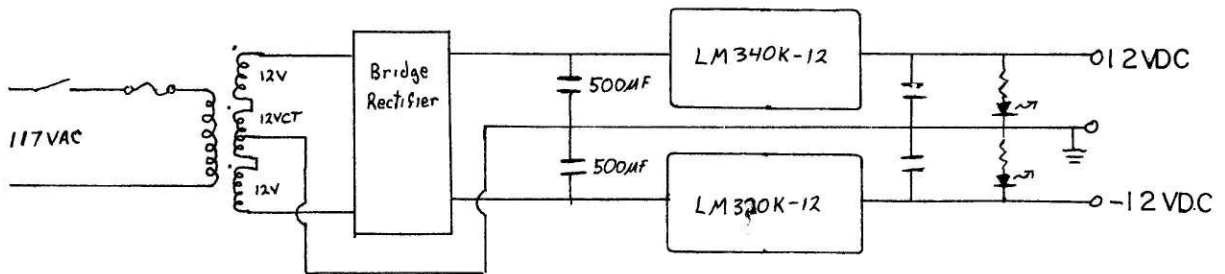 117VAC
12V
12VCT
12V
Bridge
Rectifier
500µF
500µF
LM340K-12
LM320K-12
12VDC
-12VDC